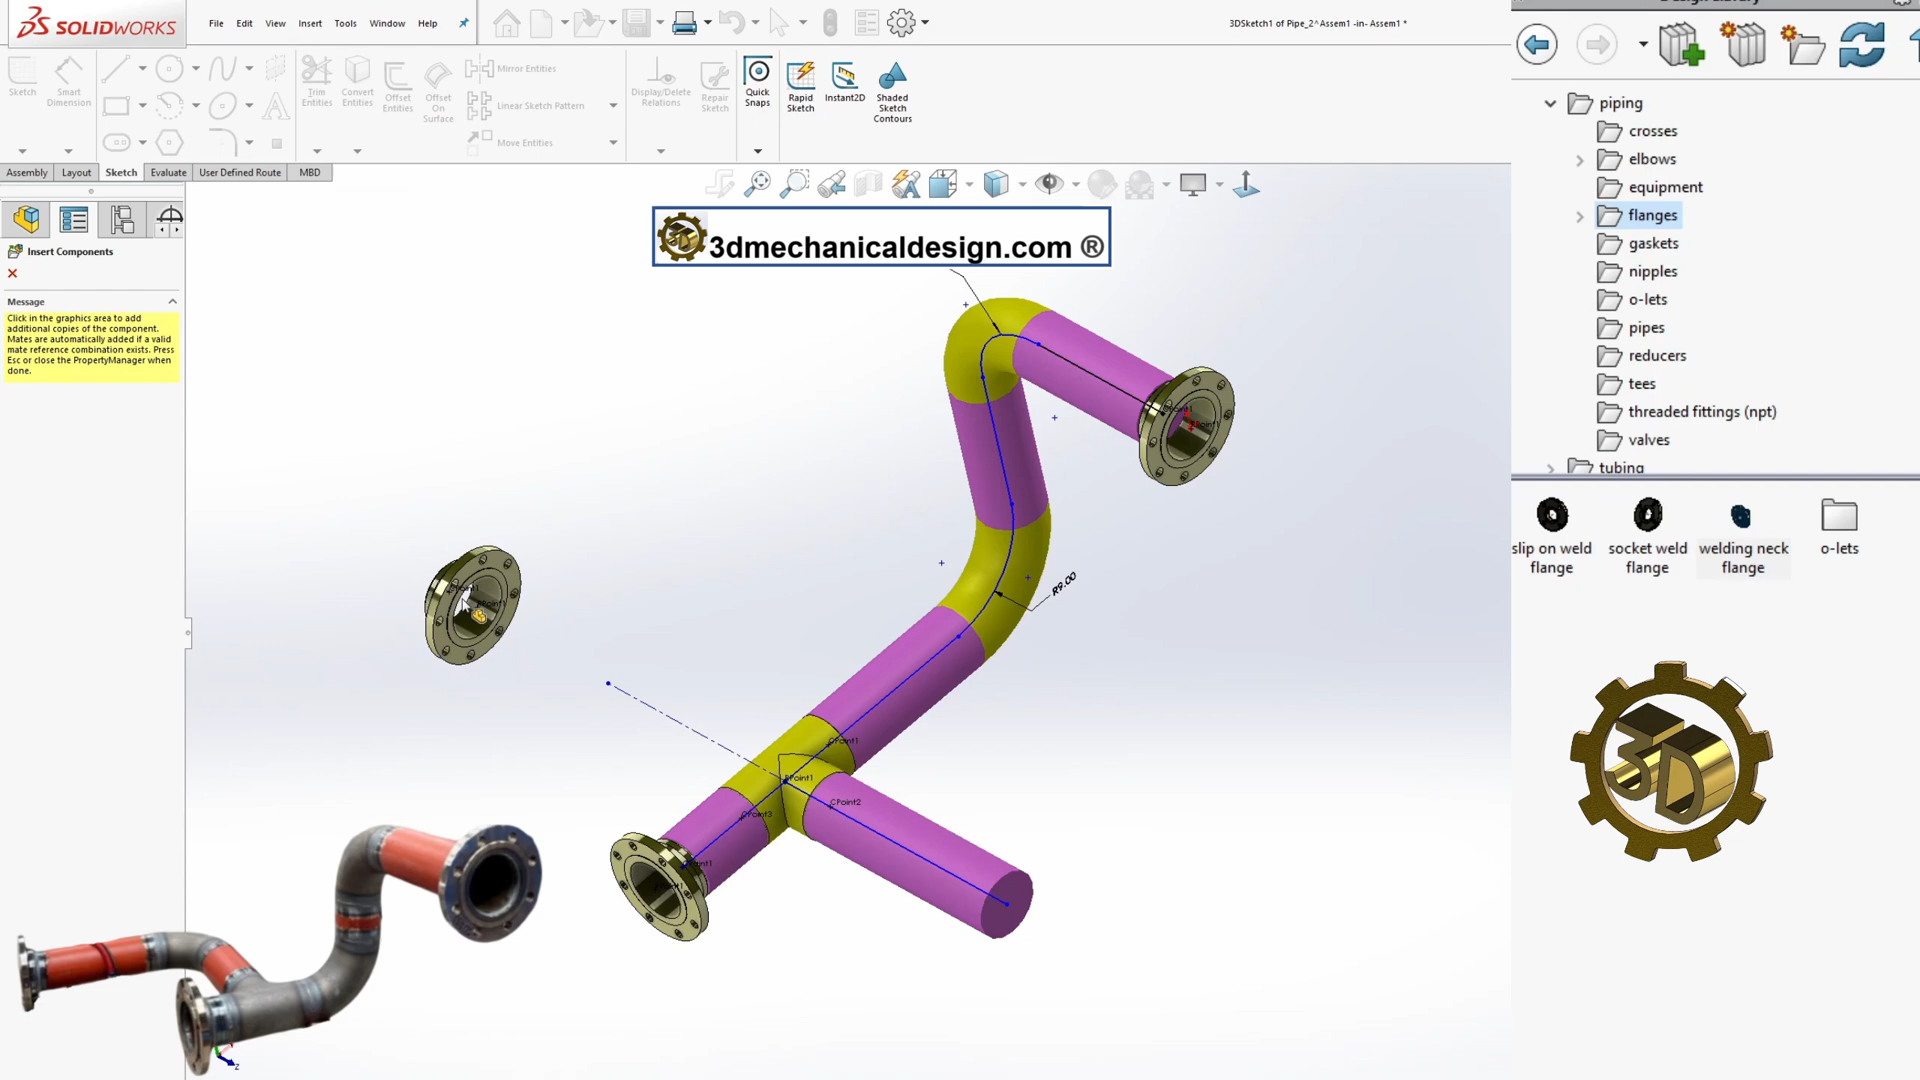 SOLIDWORKS
File Edit View Insert Tools Window Help
3DSketch1 of Pipe_2^Assem1 -in- Assem1 *
Sketch
Smart Dimension
Trim Entities
Convert Entities
Offset Entities
Offset On Surface
Mirror Entities
Linear Sketch Pattern
Move Entities
Display/Delete Relations
Repair Sketch
Quick Snaps
Rapid Sketch
Instant2D
Shaded Sketch Contours
Assembly Layout Sketch Evaluate User Defined Route MBD
Insert Components
Message
Click in the graphics area to add
additional copies of the component.
Mates are automatically added if a valid
mate reference combination exists. Press
Esc or close the PropertyManager when
done.
3dmechanicaldesign.com ®
R9.00
CPoint1
CPoint2
CPoint3
z
piping
crosses
elbows
equipment
flanges
gaskets
nipples
o-lets
pipes
reducers
tees
threaded fittings (npt)
valves
tubing
slip on weld flange
socket weld flange
welding neck flange
o-lets
3D